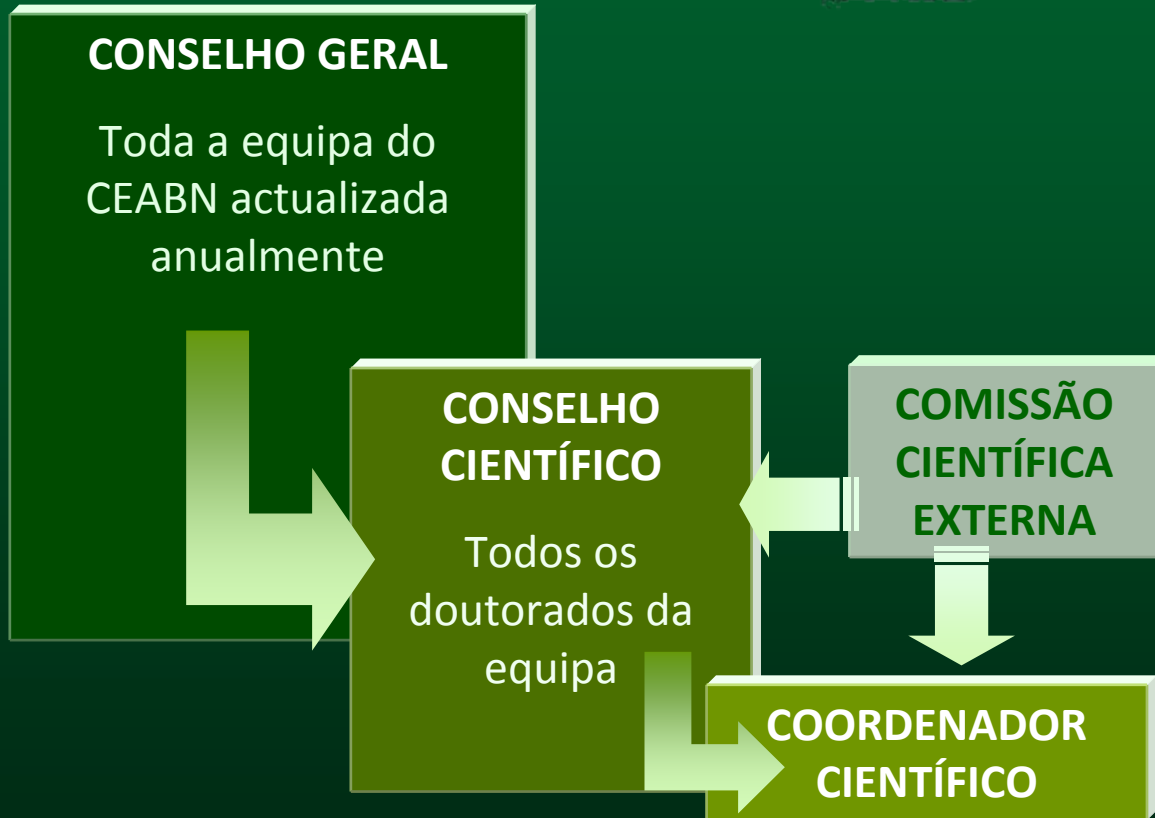 CONSELHO GERAL
Toda a equipa do
CEABN actualizada
anualmente
CONSELHO
CIENTÍFICO
Todos os
doutorados da
equipa
COMISSÃO
CIENTÍFICA
EXTERNA
COORDENADOR
CIENTÍFICO